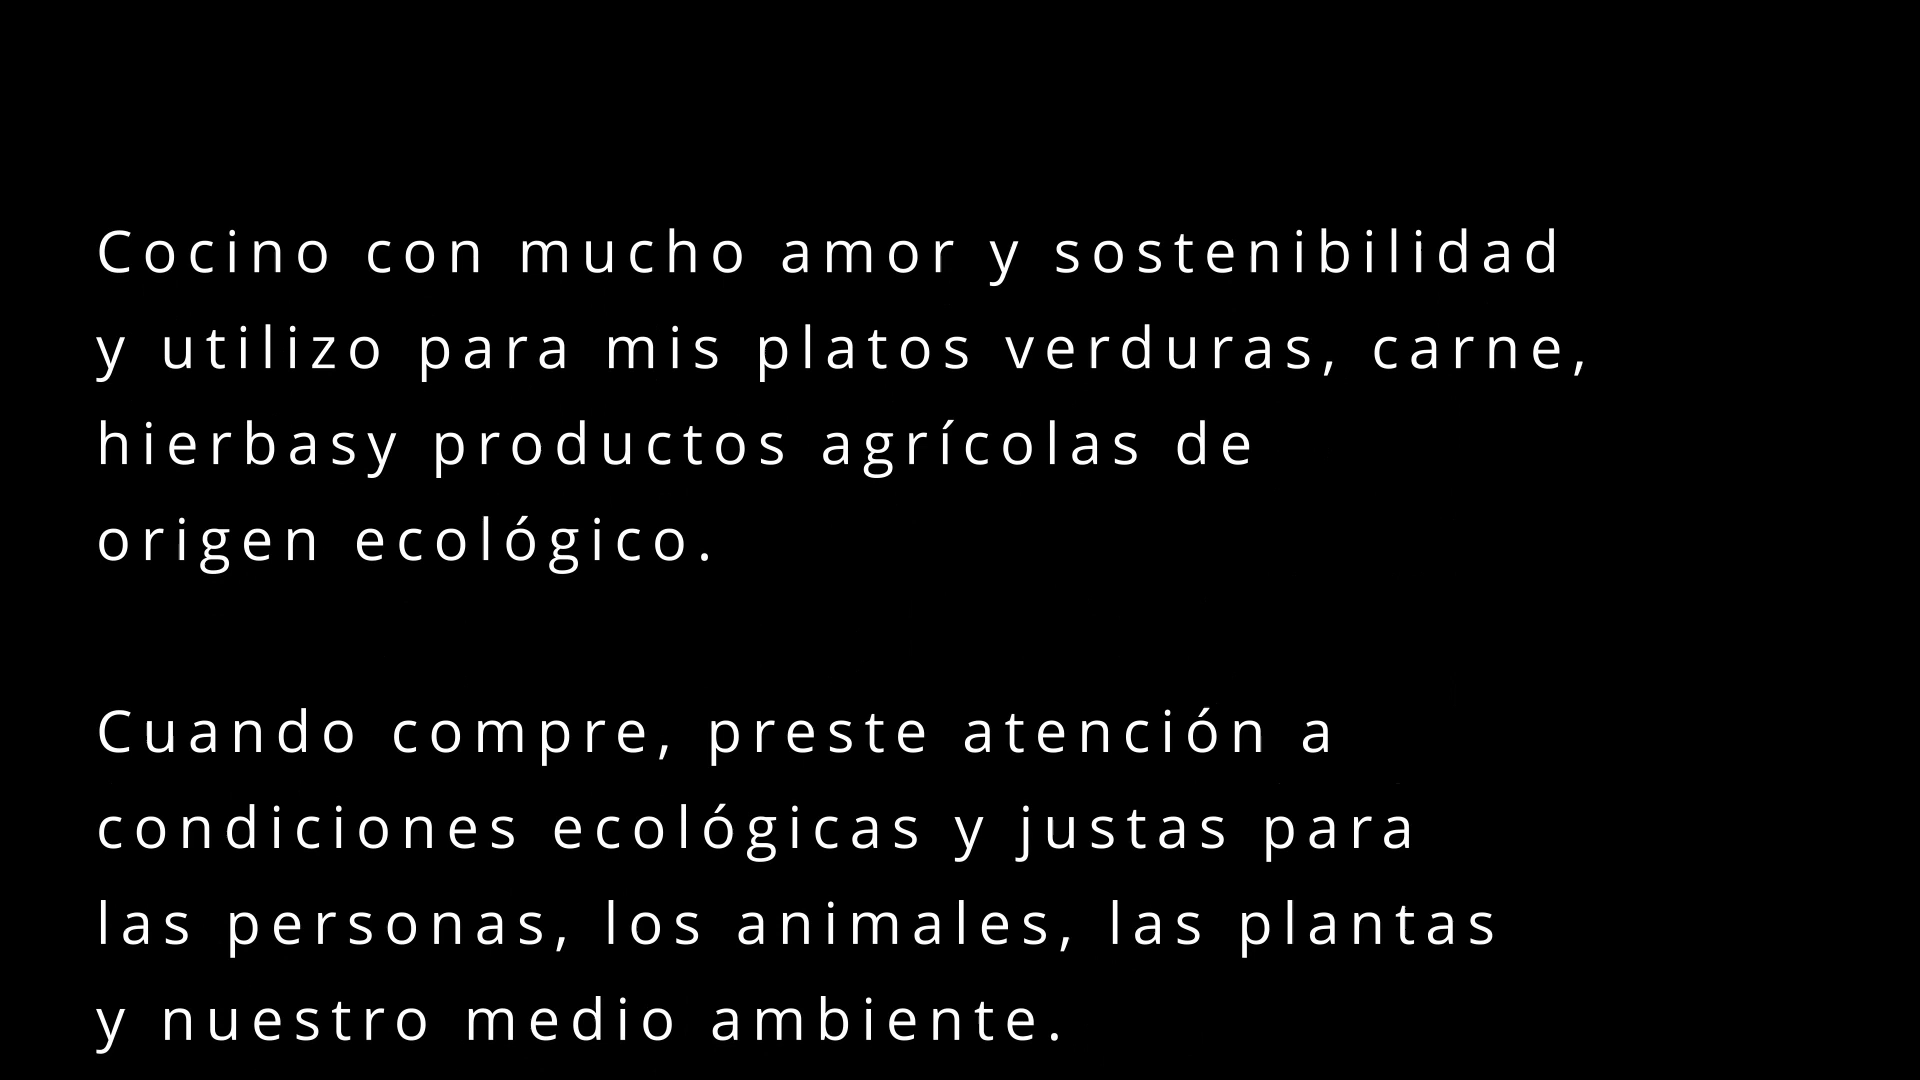 Cocino con mucho amor y sostenibilidad
y utilizo para mis platos verduras, carne,
hierbasy productos agrícolas de
origen ecológico.
Cuando compre, preste atención a
condiciones ecológicas y justas para
las personas, los animales, las plantas
y nuestro medio ambiente.